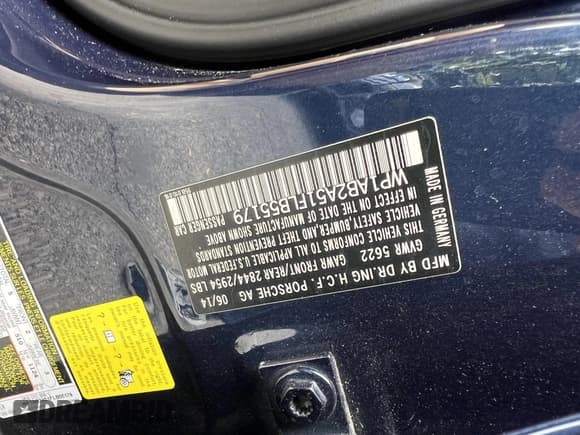 MFD BY DR.ING H.C.F. PORSCHE AG
06/14
GVWR 5622
GAWR FRONT/REAR 2844/2954 LBS
THIS VEHICLE CONFORMS TO ALL APPLICABLE U.S. FEDERAL MOTOR
VEHICLE SAFETY, BUMPER, AND THEFT PREVENTION STANDARDS
IN EFFECT ON THE DATE OF MANUFACTURE SHOWN ABOVE
WP1AB2A51FLB55179
PASSENGER CAR
MADE IN GERMANY
DREAMBID